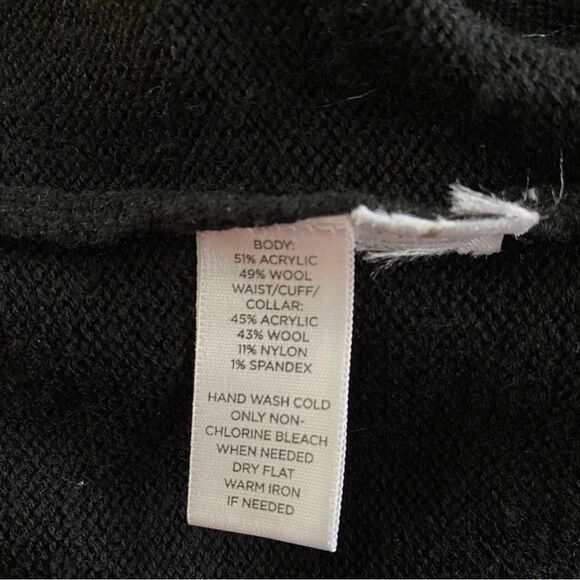 BODY:
51% ACRYLIC
49% WOOL
WAIST/CUFF/
COLLAR:
45% ACRYLIC
43% WOOL
11% NYLON
1% SPANDEX
HAND WASH COLD
ONLY NON-
CHLORINE BLEACH
WHEN NEEDED
DRY FLAT
WARM IRON
IF NEEDED